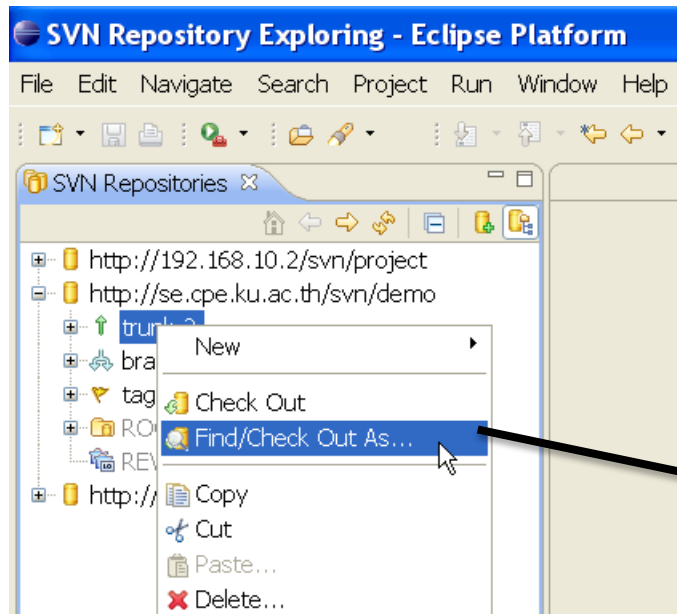 SVN Repository Exploring - Eclipse Platform
File Edit Navigate Search Project Run Window Help
SVN Repositories
http://192.168.10.2/svn/project
http://se.cpe.ku.ac.th/svn/demo
New
Check Out
Find/Check Out As...
http://
Copy
Cut
Paste...
Delete...